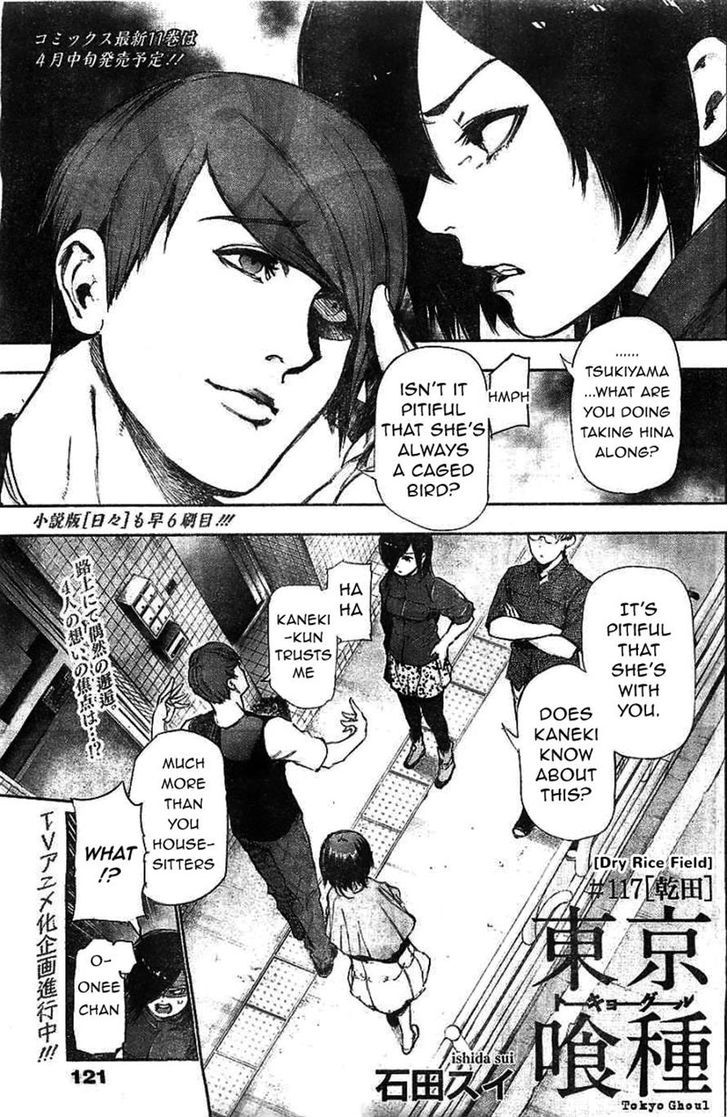 コミックス最新11巻は
4月中旬発売予定!!
......
TSUKIYAMA
...WHAT ARE
YOU DOING
TAKING HINA
ALONG?
HMPH
ISN'T IT
PITIFUL
THAT SHE'S
ALWAYS
A CAGED
BIRD?
小説版[日々]も早6刷目!!!
IT'S
PITIFUL
THAT
SHE'S
WITH
YOU.
DOES
KANEKI
KNOW
ABOUT
THIS?
HA
HA
KANEKI
-KUN
TRUSTS
ME
路上にて偶然の邂逅。
4人の想いの焦点は…!?
MUCH
MORE
THAN
YOU
HOUSE-
SITTERS
WHAT
!?
O-
ONEE
CHAN
TVアニメ化企画進行中!!!
[Dry Rice Field]
#117[乾田]
東京
トーキョーグール
喰種
Tokyo Ghoul
ishida sui
石田スイ
121